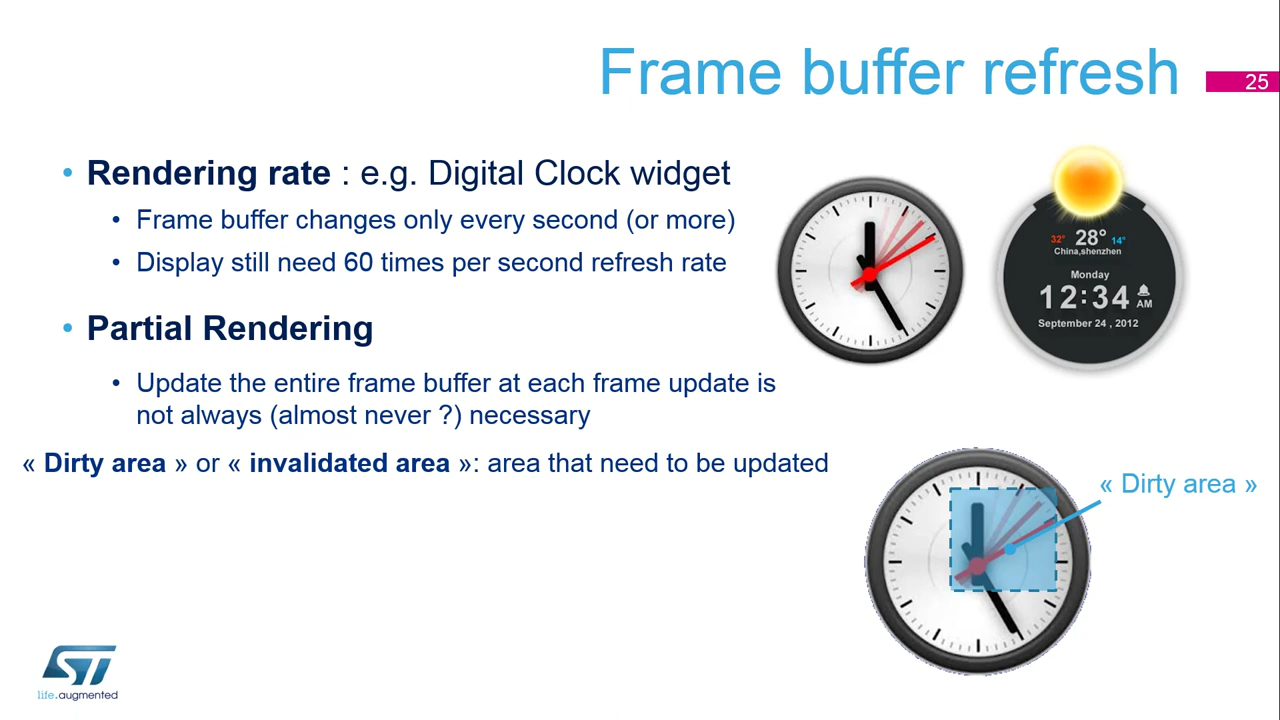 Frame buffer refresh
25
• Rendering rate : e.g. Digital Clock widget
• Frame buffer changes only every second (or more)
• Display still need 60 times per second refresh rate
• Partial Rendering
• Update the entire frame buffer at each frame update is
not always (almost never ?) necessary
« Dirty area » or « invalidated area »: area that need to be updated
32° 28° 14°
China,shenzhen
Monday
12:34 AM
September 24 , 2012
« Dirty area »
ST
life.augmented